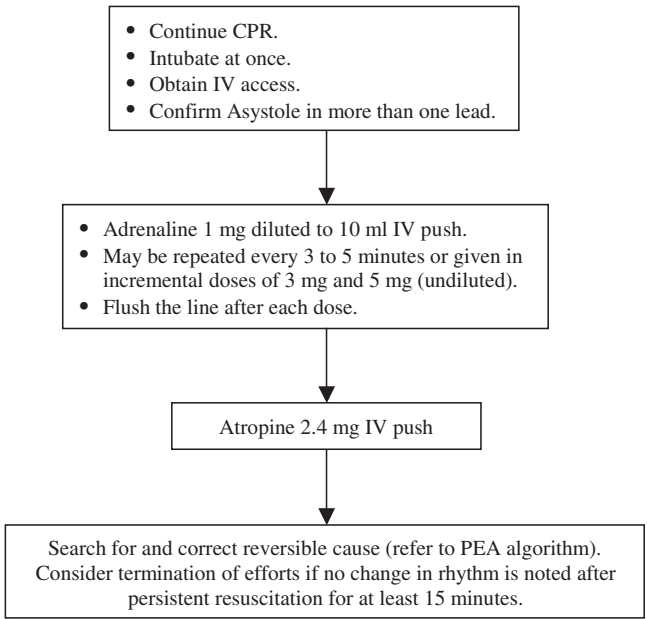 • Continue CPR.
• Intubate at once.
• Obtain IV access.
• Confirm Asystole in more than one lead.
• Adrenaline 1 mg diluted to 10 ml IV push.
• May be repeated every 3 to 5 minutes or given in
incremental doses of 3 mg and 5 mg (undiluted).
• Flush the line after each dose.
Atropine 2.4 mg IV push
Search for and correct reversible cause (refer to PEA algorithm).
Consider termination of efforts if no change in rhythm is noted after
persistent resuscitation for at least 15 minutes.